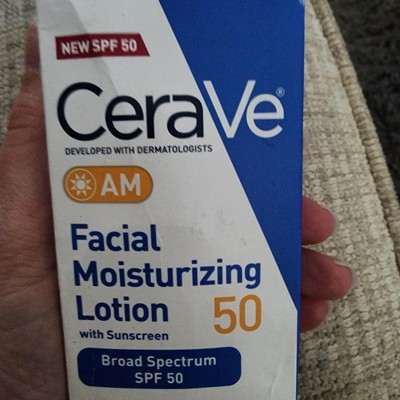 NEW SPF 50
CeraVe®
DEVELOPED WITH DERMATOLOGISTS
AM
Facial
Moisturizing
Lotion 50
with Sunscreen
Broad Spectrum
SPF 50